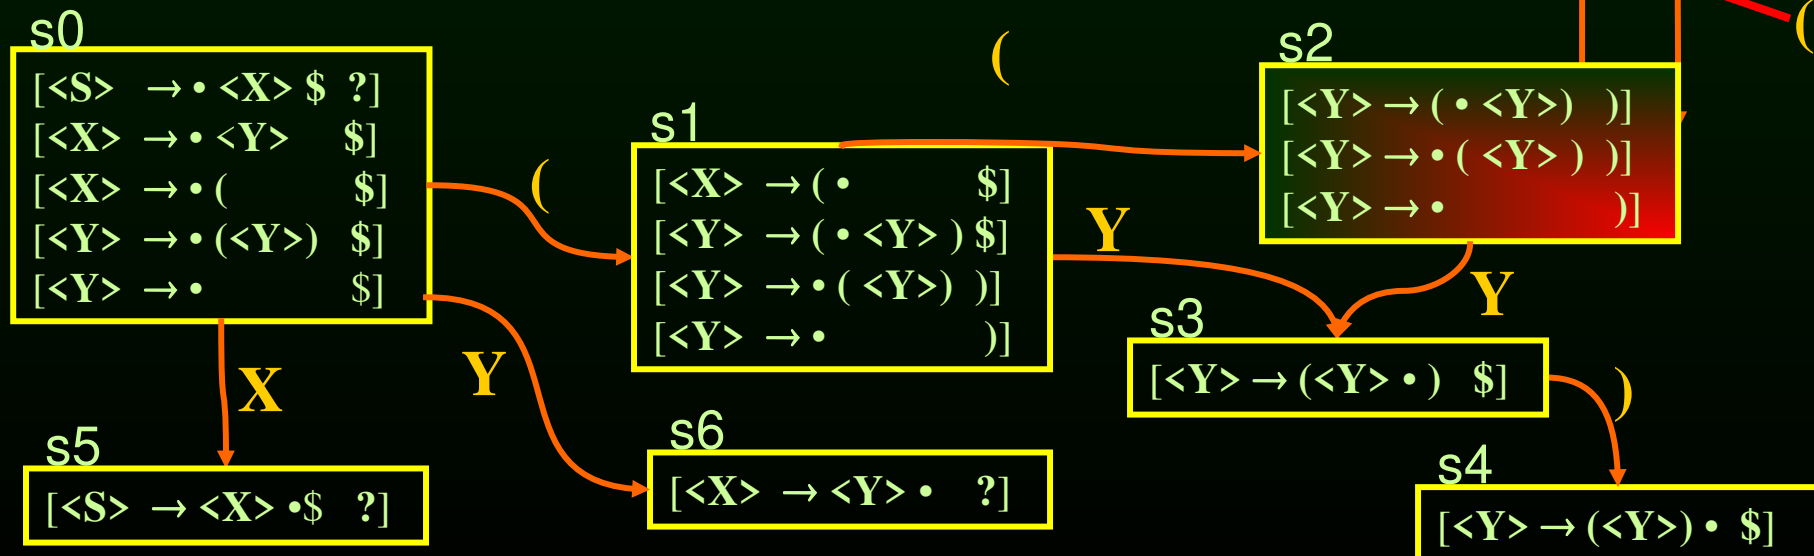 s0
[<S> → • <X> $ ?]
[<X> → • <Y> $]
[<X> → • ( $]
[<Y> → • (<Y>) $]
[<Y> → • $]
(
X
Y
s1
[<X> → ( • $]
[<Y> → ( • <Y> ) $]
[<Y> → • ( <Y>) )]
[<Y> → • )]
(
Y
s2
[<Y> → ( • <Y>) )]
[<Y> → • ( <Y> ) )]
[<Y> → • )]
(
Y
s3
[<Y> → (<Y> • ) $]
)
s4
[<Y> → (<Y>) • $]
s5
[<S> → <X> •$ ?]
s6
[<X> → <Y> • ?]